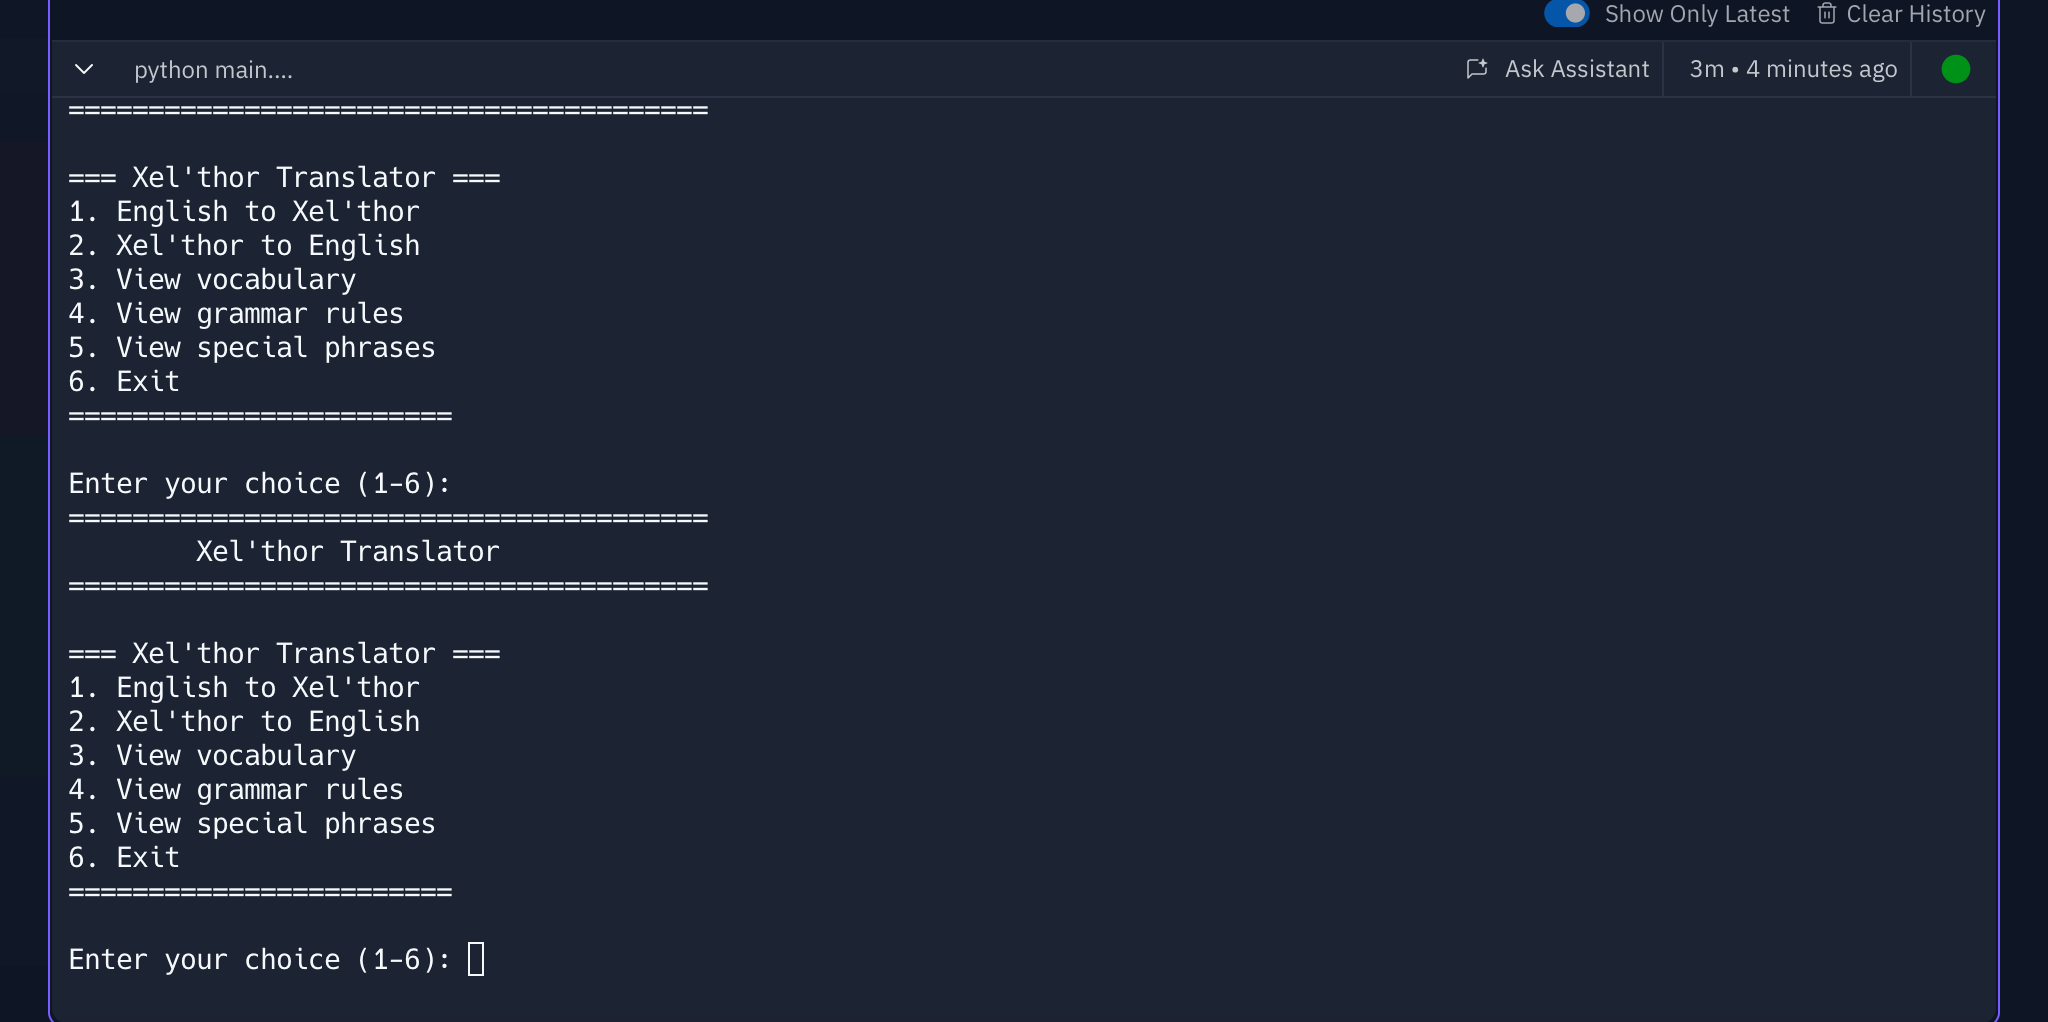 Show Only Latest Clear History
python main.... Ask Assistant 3m • 4 minutes ago
========================================
=== Xel'thor Translator ===
1. English to Xel'thor
2. Xel'thor to English
3. View vocabulary
4. View grammar rules
5. View special phrases
6. Exit
========================
Enter your choice (1-6):
========================================
Xel'thor Translator
========================================
=== Xel'thor Translator ===
1. English to Xel'thor
2. Xel'thor to English
3. View vocabulary
4. View grammar rules
5. View special phrases
6. Exit
========================
Enter your choice (1-6):